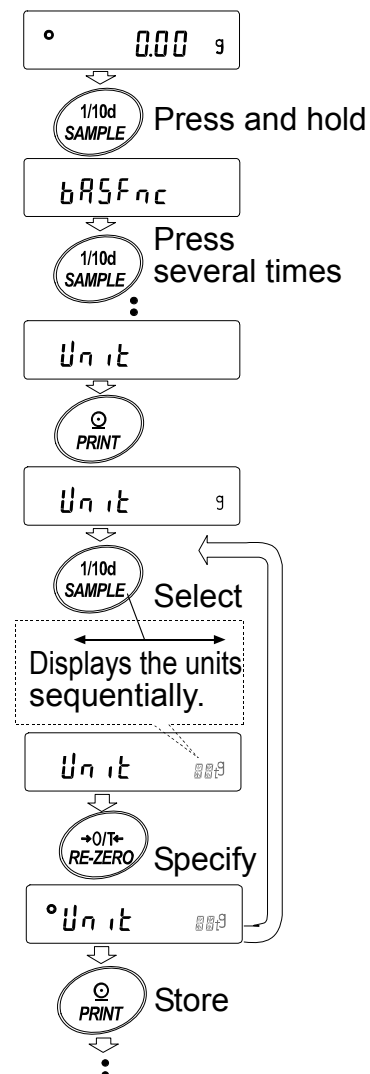 0.00 g
1/10d
SAMPLE
Press and hold
bASFnc
1/10d
SAMPLE
Press
several times
Unit
PRINT
Unit g
1/10d
SAMPLE
Select
Displays the units
sequentially.
Unit
→0/T←
RE-ZERO
Specify
Unit
PRINT
Store